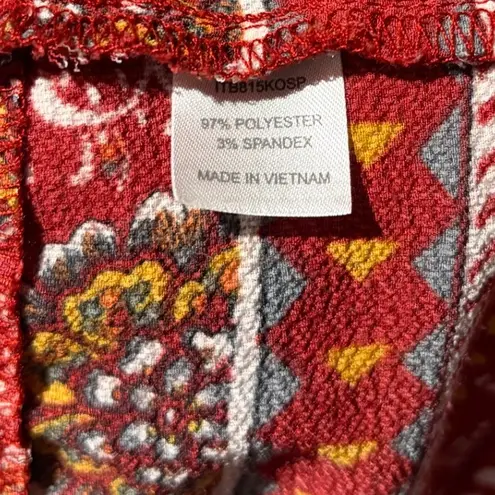 ITB815KOSP
97% POLYESTER
3% SPANDEX
MADE IN VIETNAM